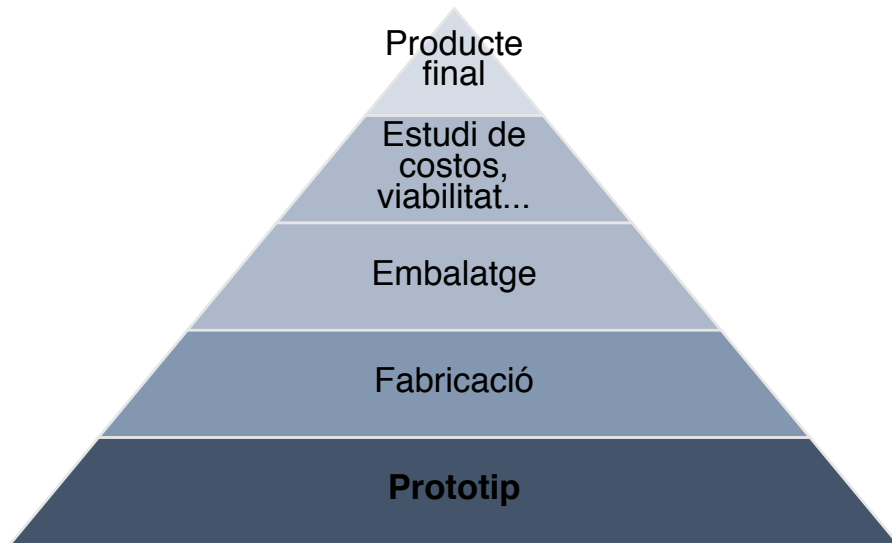 Producte
final
Estudi de
costos,
viabilitat...
Embalatge
Fabricació
Prototip